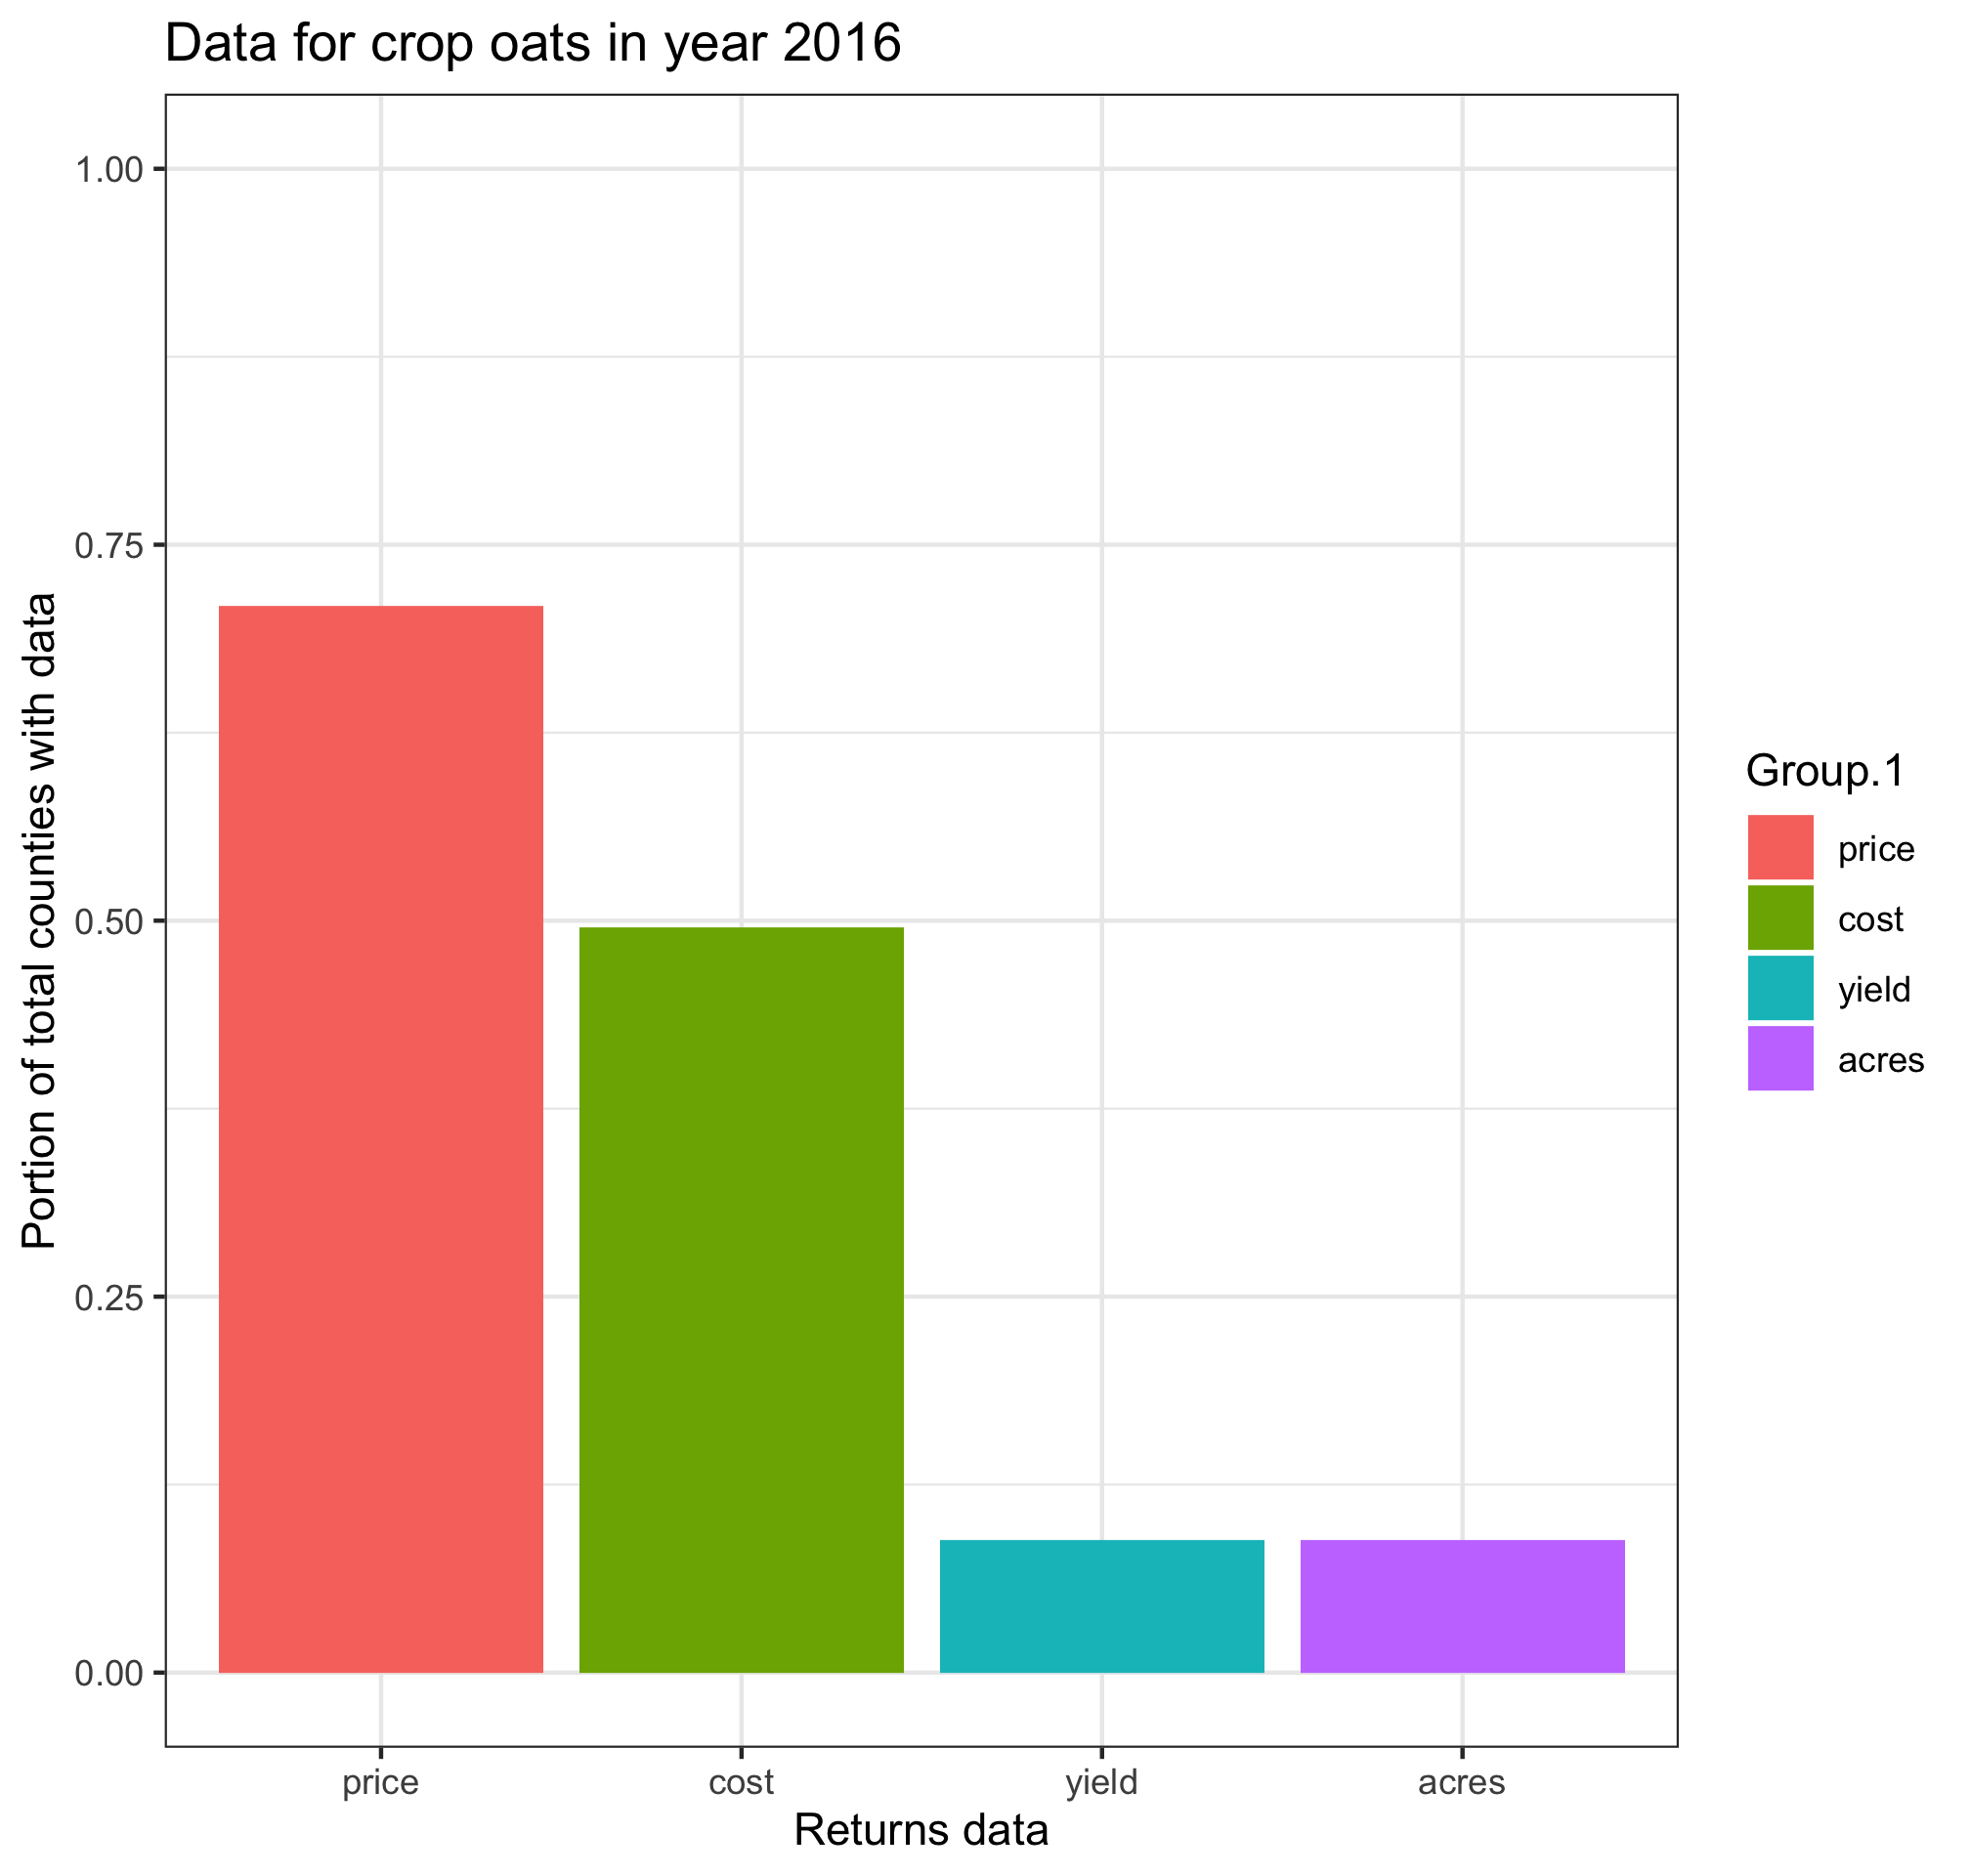 Data for crop oats in year 2016
Portion of total counties with data
1.00
0.75
0.50
0.25
0.00
price
cost
yield
acres
Returns data
Group.1
price
cost
yield
acres